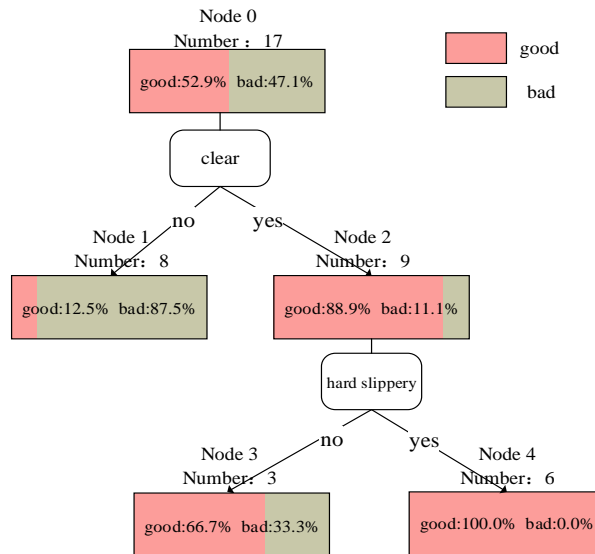 Node 0
Number： 17
good
good:52.9% bad:47.1%
bad
clear
no
yes
Node 1
Node 2
Number：8
Number：9
good:12.5% bad:87.5%
good:88.9% bad:11.1%
hard slippery
no
yes
Node 3
Node 4
Number：3
Number：6
good:66.7% bad:33.3%
good:100.0% bad:0.0%